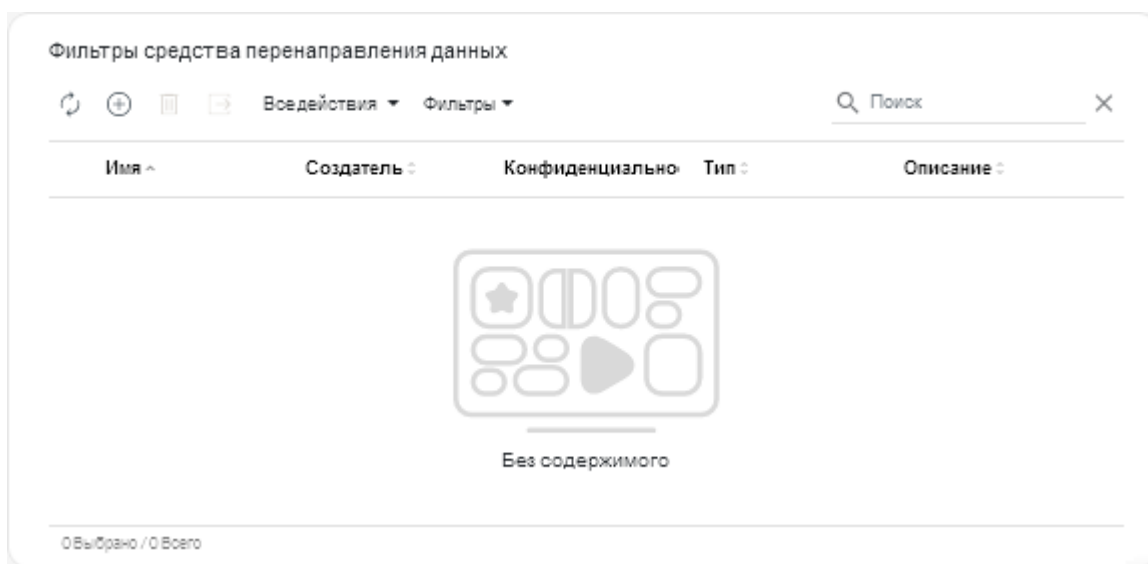 Фильтры средства перенаправления данных
Все действия Фильтры Поиск
Имя Создатель Конфиденциально Тип Описание
Без содержимого
0 Выбрано / 0 Всего